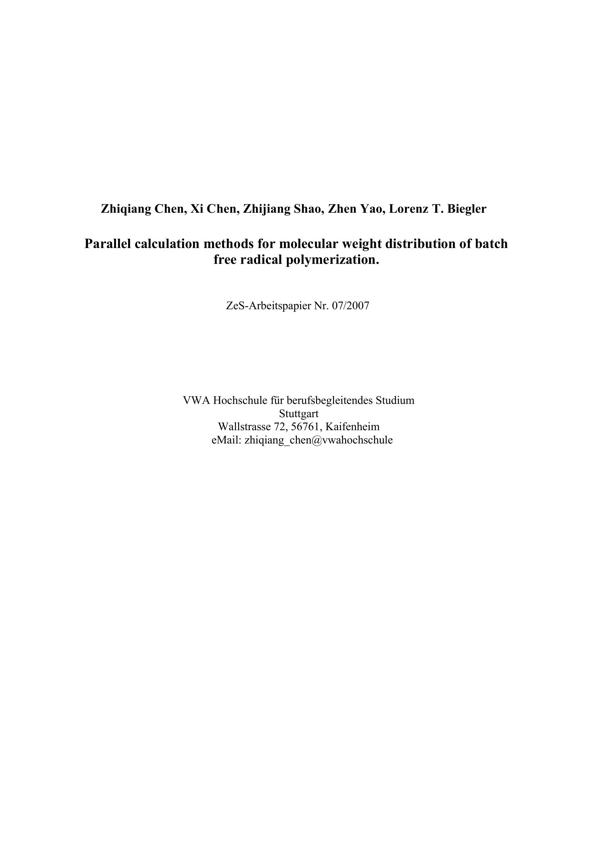 Zhiqiang Chen, Xi Chen, Zhijiang Shao, Zhen Yao, Lorenz T. Biegler
Parallel calculation methods for molecular weight distribution of batch
free radical polymerization.
ZeS-Arbeitspapier Nr. 07/2007
VWA Hochschule für berufsbegleitendes Studium
Stuttgart
Wallstrasse 72, 56761, Kaifenheim
eMail: zhiqiang_chen@vwahochschule